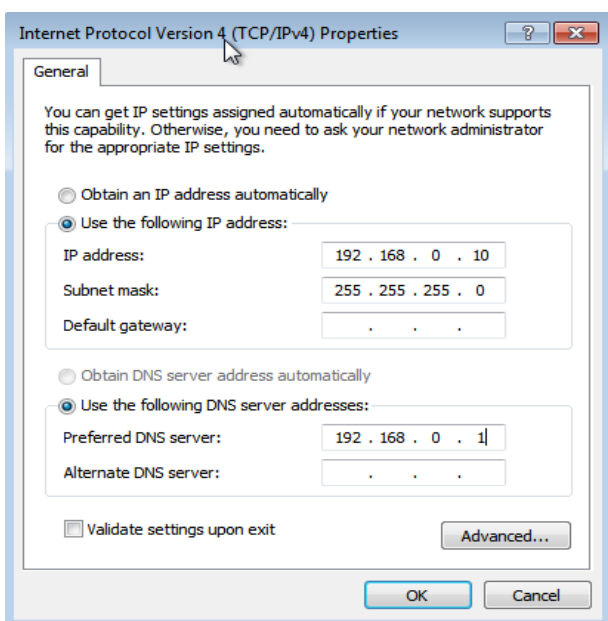 Internet Protocol Version 4 (TCP/IPv4) Properties
General
You can get IP settings assigned automatically if your network supports
this capability. Otherwise, you need to ask your network administrator
for the appropriate IP settings.
Obtain an IP address automatically
Use the following IP address:
IP address: 192 . 168 . 0 . 10
Subnet mask: 255 . 255 . 255 . 0
Default gateway: . . .
Obtain DNS server address automatically
Use the following DNS server addresses:
Preferred DNS server: 192 . 168 . 0 . 1
Alternate DNS server: . . .
Validate settings upon exit
Advanced...
OK Cancel